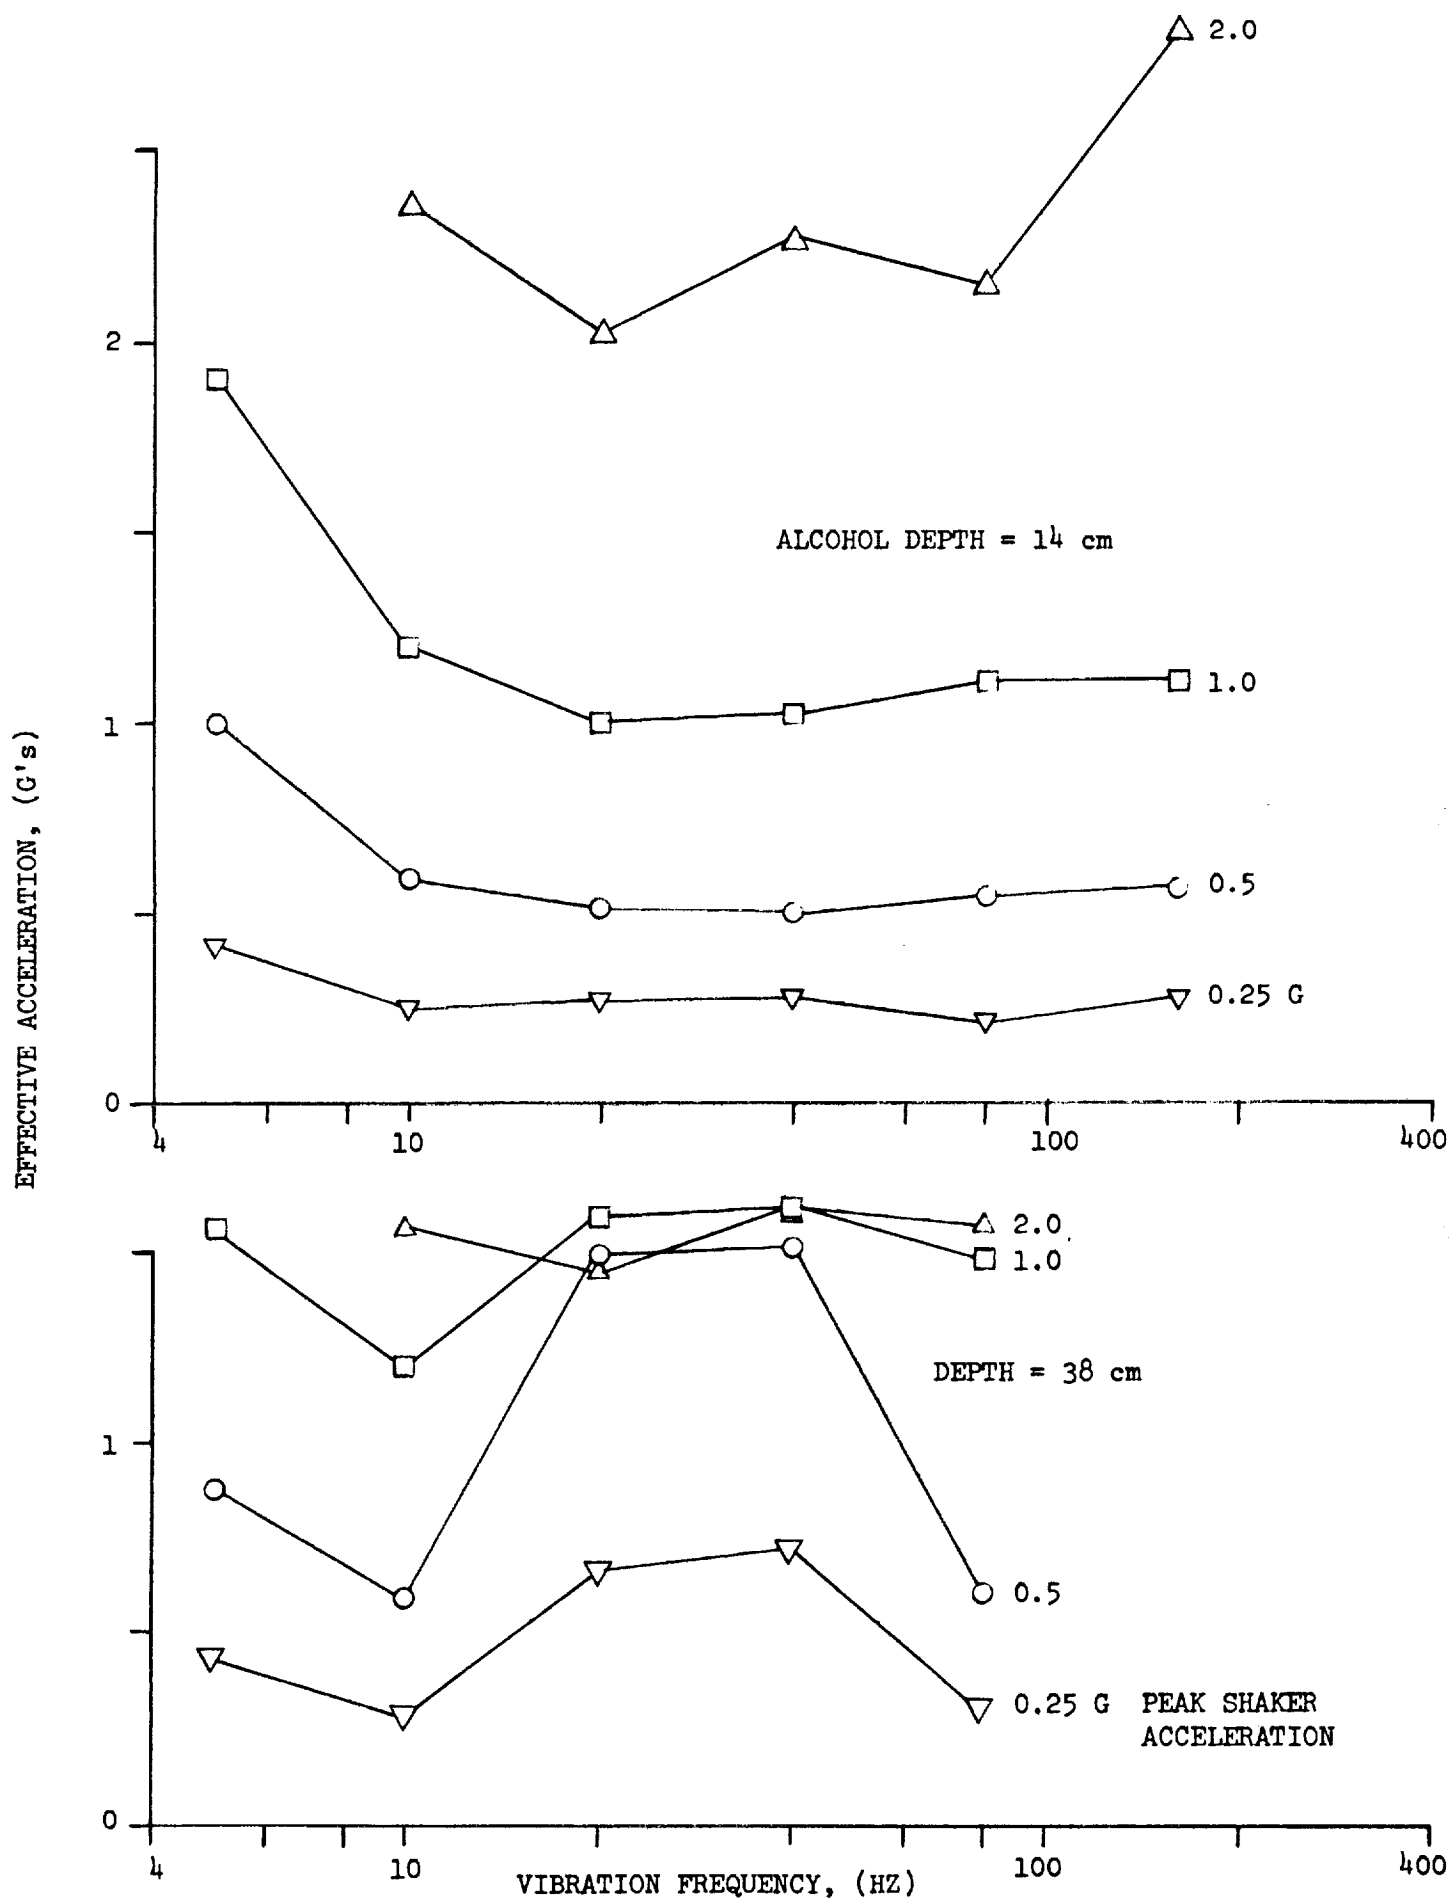 2.0
2
ALCOHOL DEPTH = 14 cm
1.0
1
0.5
0.25 G
0
4 10 100 400
EFFECTIVE ACCELERATION, (G's)
2.0
1.0
DEPTH = 38 cm
1
0.5
0.25 G PEAK SHAKER
ACCELERATION
0
4 10 100 400
VIBRATION FREQUENCY, (HZ)